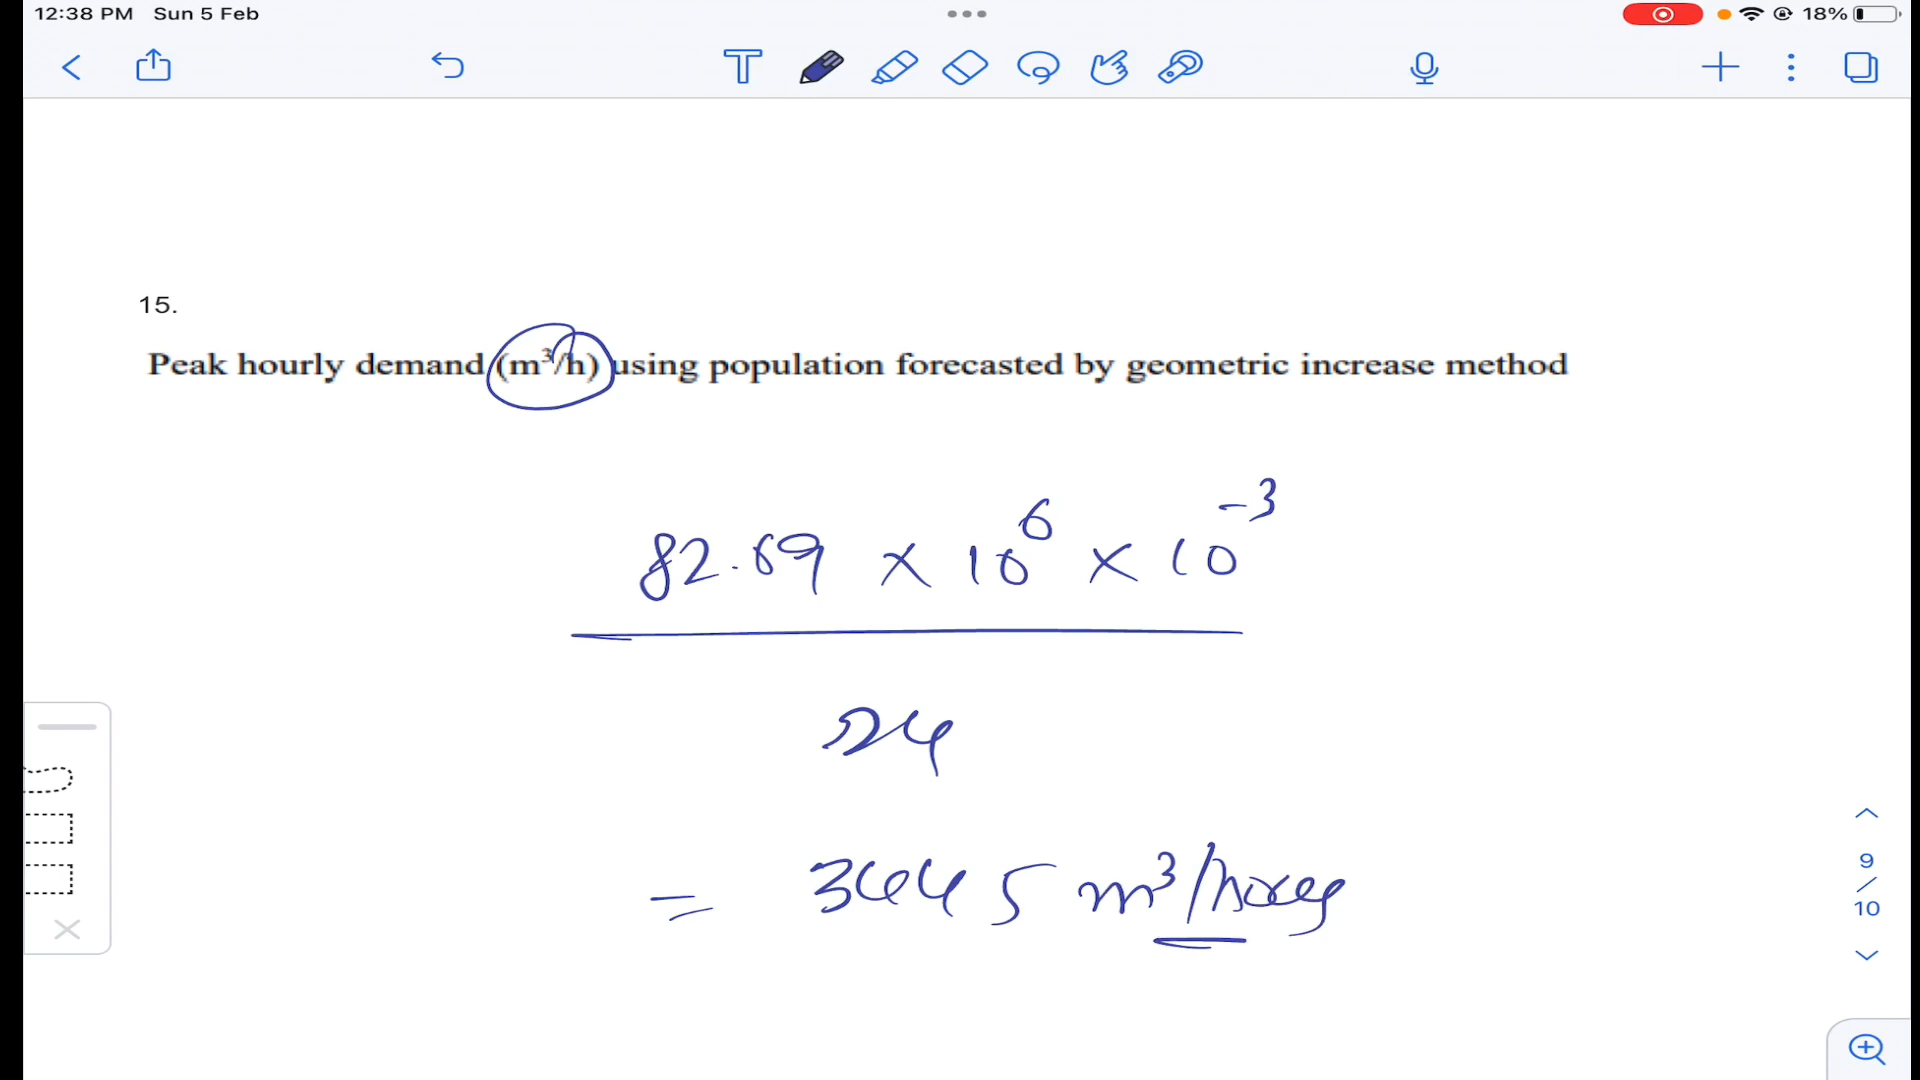 12:38 PM Sun 5 Feb
18%
15.
Peak hourly demand (m³/h) using population forecasted by geometric increase method
82.69 × 10⁶ × 10⁻³
24
= 3445 m³/
9
/
10